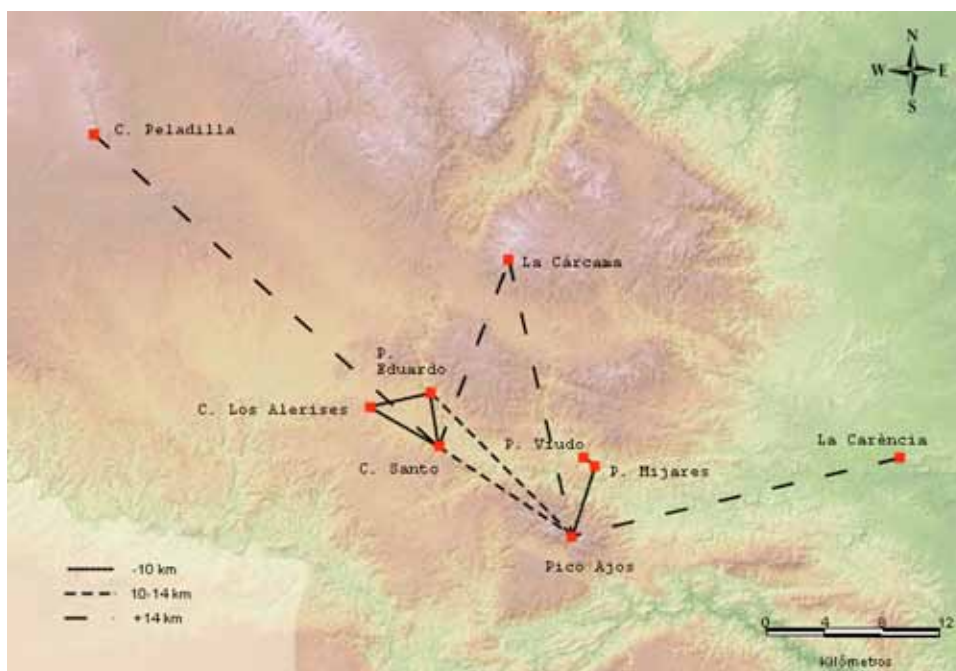 N
W E
S
C. Peladilla
La Cárcama
P.
Eduardo
C. Los Alerises
C. Santo
P. Viudo
P. Mijares
La Carència
Pico Ajos
-10 km
10-14 km
+14 km
0 4 8 12
Kilómetros